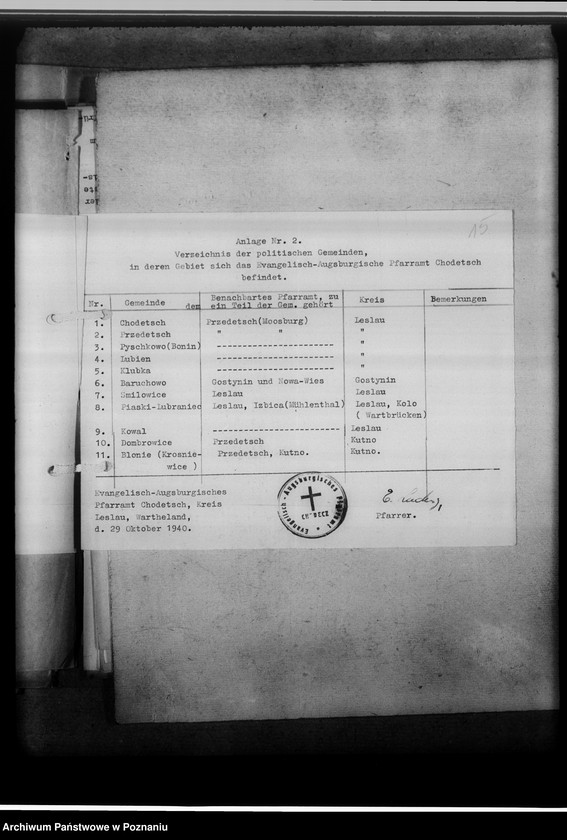 15
Anlage Nr. 2.
Verzeichnis der politischen Gemeinden,
in deren Gebiet sich das Evangelisch-Augsburgische Pfarramt Chodetsch
befindet.
Nr. Gemeinde Benachbartes Pfarramt, zu dem ein Teil der Gem. gehört Kreis Bemerkungen
1. Chodetsch Przedetsch(Moosburg) Leslau
2. Przedetsch " " "
3. Pyschkowo(Bonin) ----------------------- "
4. Lubien ----------------------- "
5. Klubka ----------------------- "
6. Baruchowo Gostynin und Nowa-Wies Gostynin
7. Smilowice Leslau Leslau
8. Piaski-Lubraniec Leslau, Izbica(Mühlenthal) Leslau, Kolo
( Wartbrücken)
9. Kowal ------------------------- Leslau
10. Dombrowice Przedetsch Kutno
11. Blonie (Krosnie- Przedetsch, Kutno. Kutno.
wice )
Evangelisch-Augsburgisches
Pfarramt Chodetsch, Kreis
Leslau, Wartheland,
d. 29 Oktober 1940.
Evangelisch-Augsburgisches Pfarramt
Pfarrer.
Archiwum Państwowe w Poznaniu